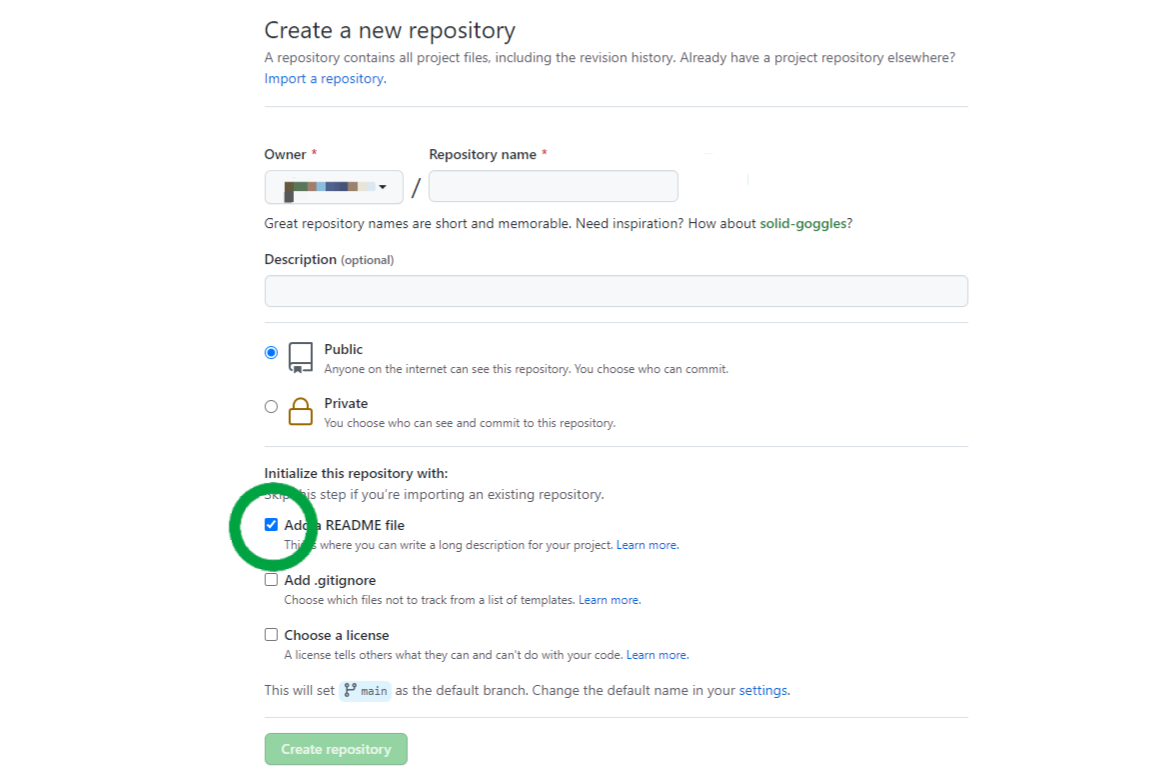 Create a new repository
A repository contains all project files, including the revision history. Already have a project repository elsewhere?
Import a repository.
Owner * Repository name *
/
Great repository names are short and memorable. Need inspiration? How about solid-goggles?
Description (optional)
Public
Anyone on the internet can see this repository. You choose who can commit.
Private
You choose who can see and commit to this repository.
Initialize this repository with:
Skip this step if you're importing an existing repository.
Add a README file
This is where you can write a long description for your project. Learn more.
Add .gitignore
Choose which files not to track from a list of templates. Learn more.
Choose a license
A license tells others what they can and can't do with your code. Learn more.
This will set main as the default branch. Change the default name in your settings.
Create repository